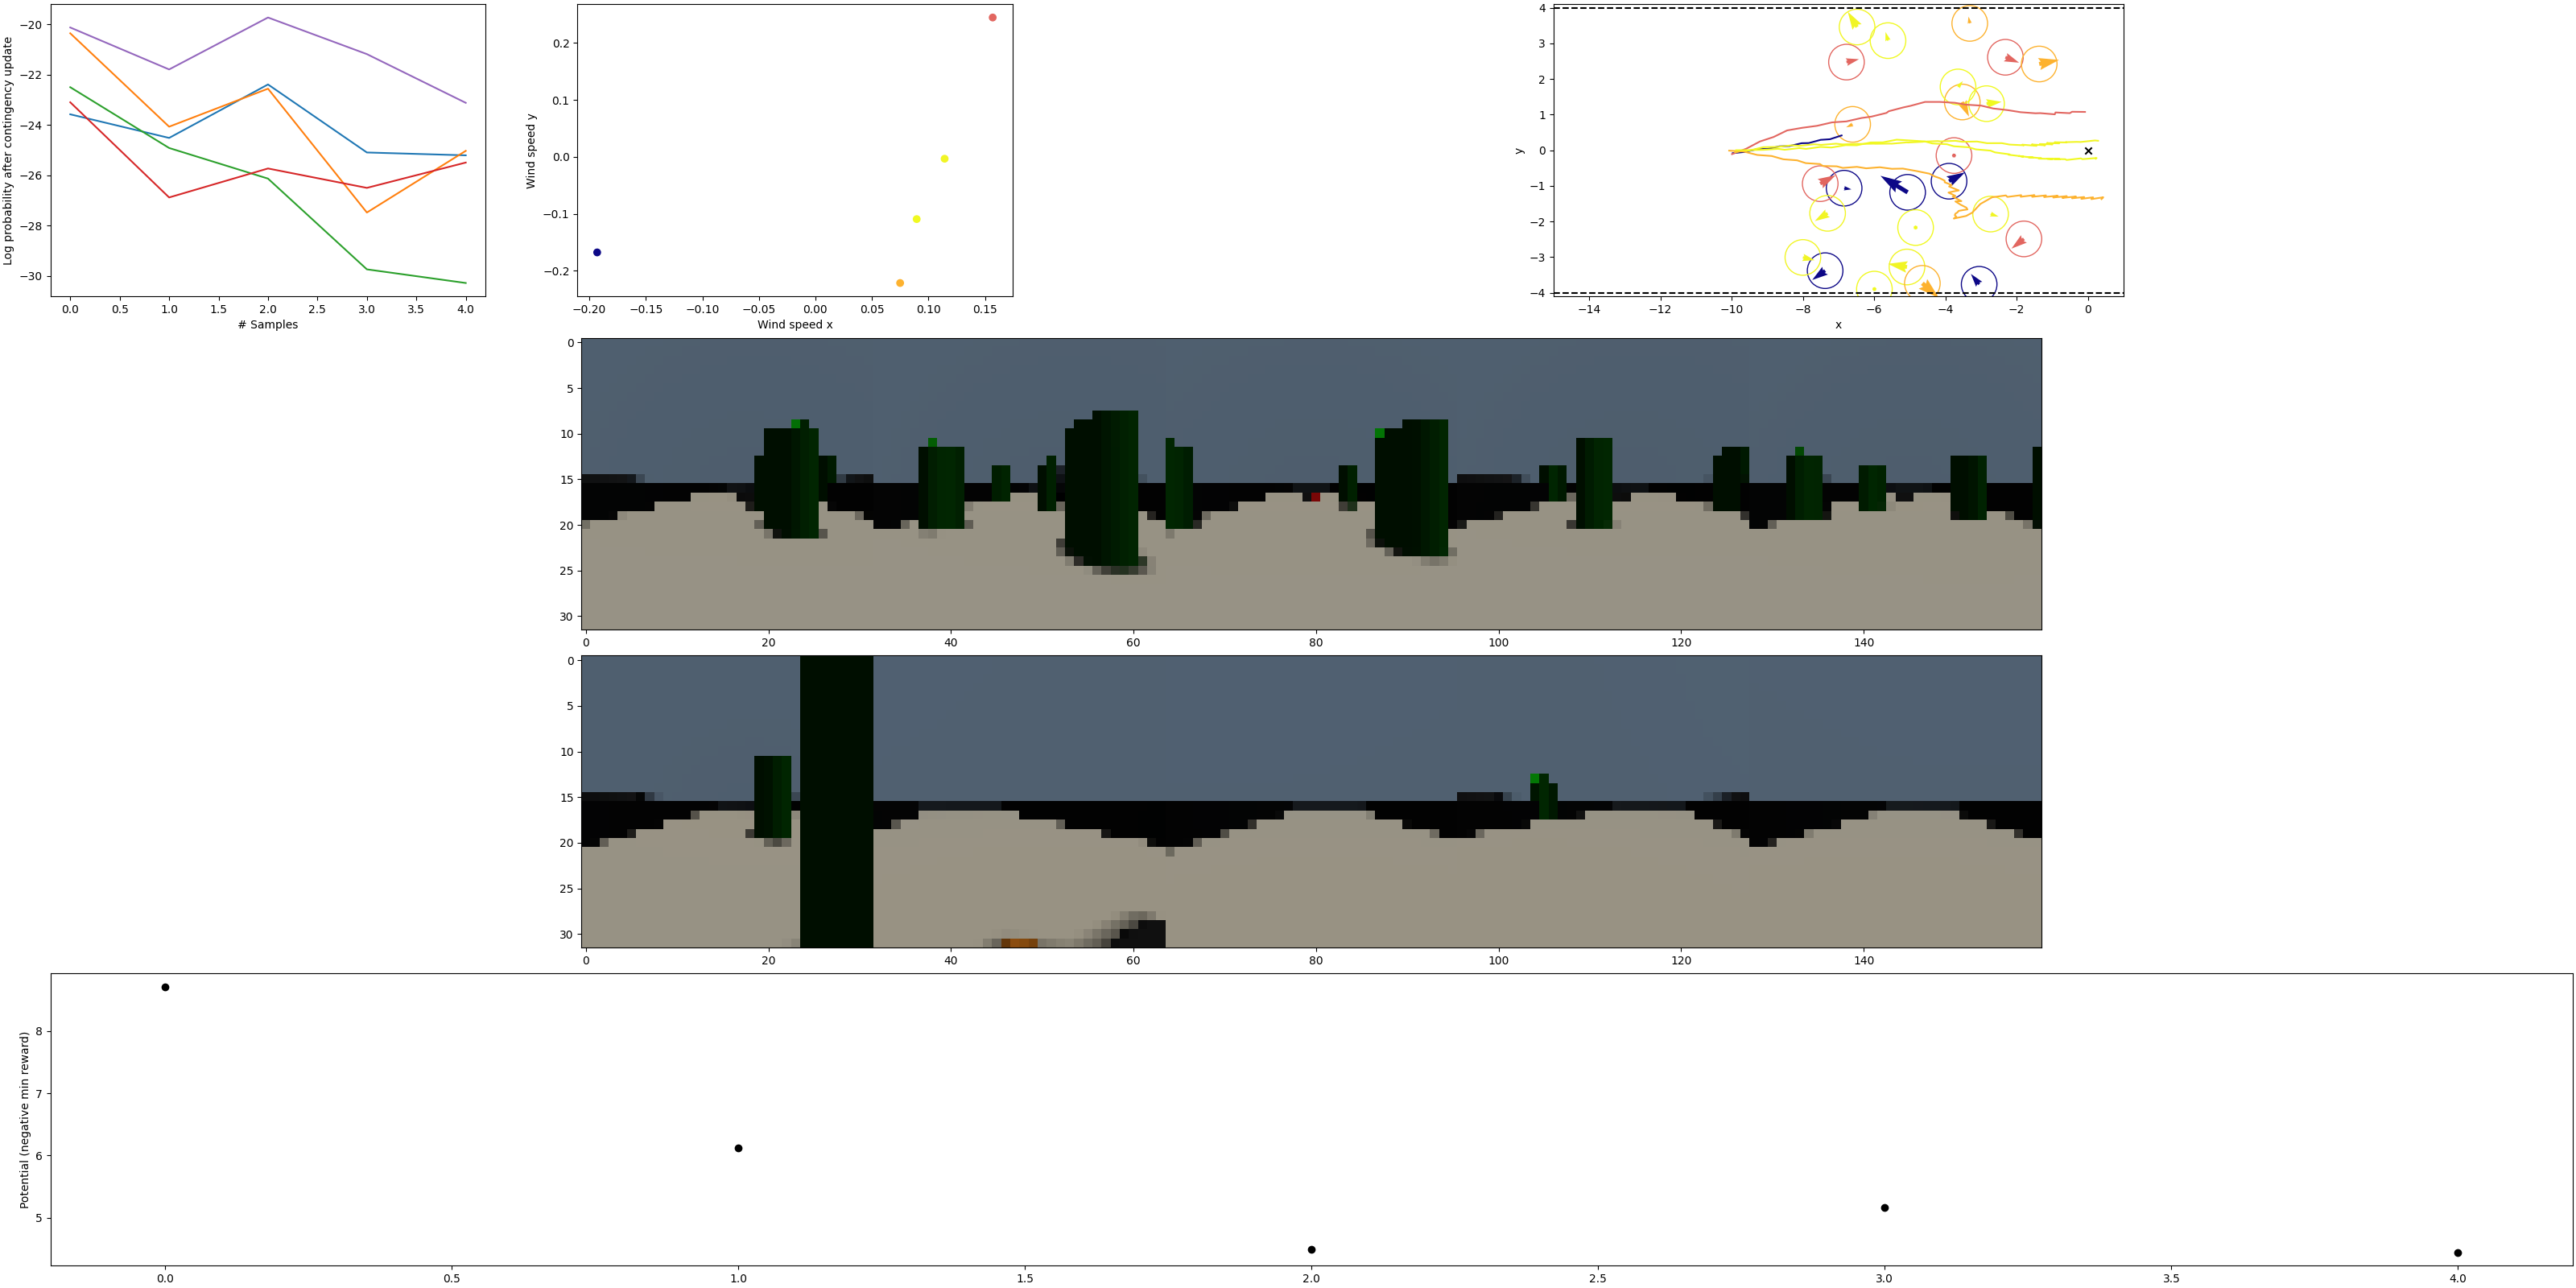 −20
−22
−24
−26
−28
−30
Log probability after contingency update
0.0 0.5 1.0 1.5 2.0 2.5 3.0 3.5 4.0
# Samples
0.2
0.1
0.0
−0.1
−0.2
Wind speed y
−0.20 −0.15 −0.10 −0.05 0.00 0.05 0.10 0.15
Wind speed x
4
3
2
1
0
−1
−2
−3
−4
y
−14 −12 −10 −8 −6 −4 −2 0
x
0
5
10
15
20
25
30
0 20 40 60 80 100 120 140
0
5
10
15
20
25
30
0 20 40 60 80 100 120 140
8
7
6
5
Potential (negative min reward)
0.0 0.5 1.0 1.5 2.0 2.5 3.0 3.5 4.0